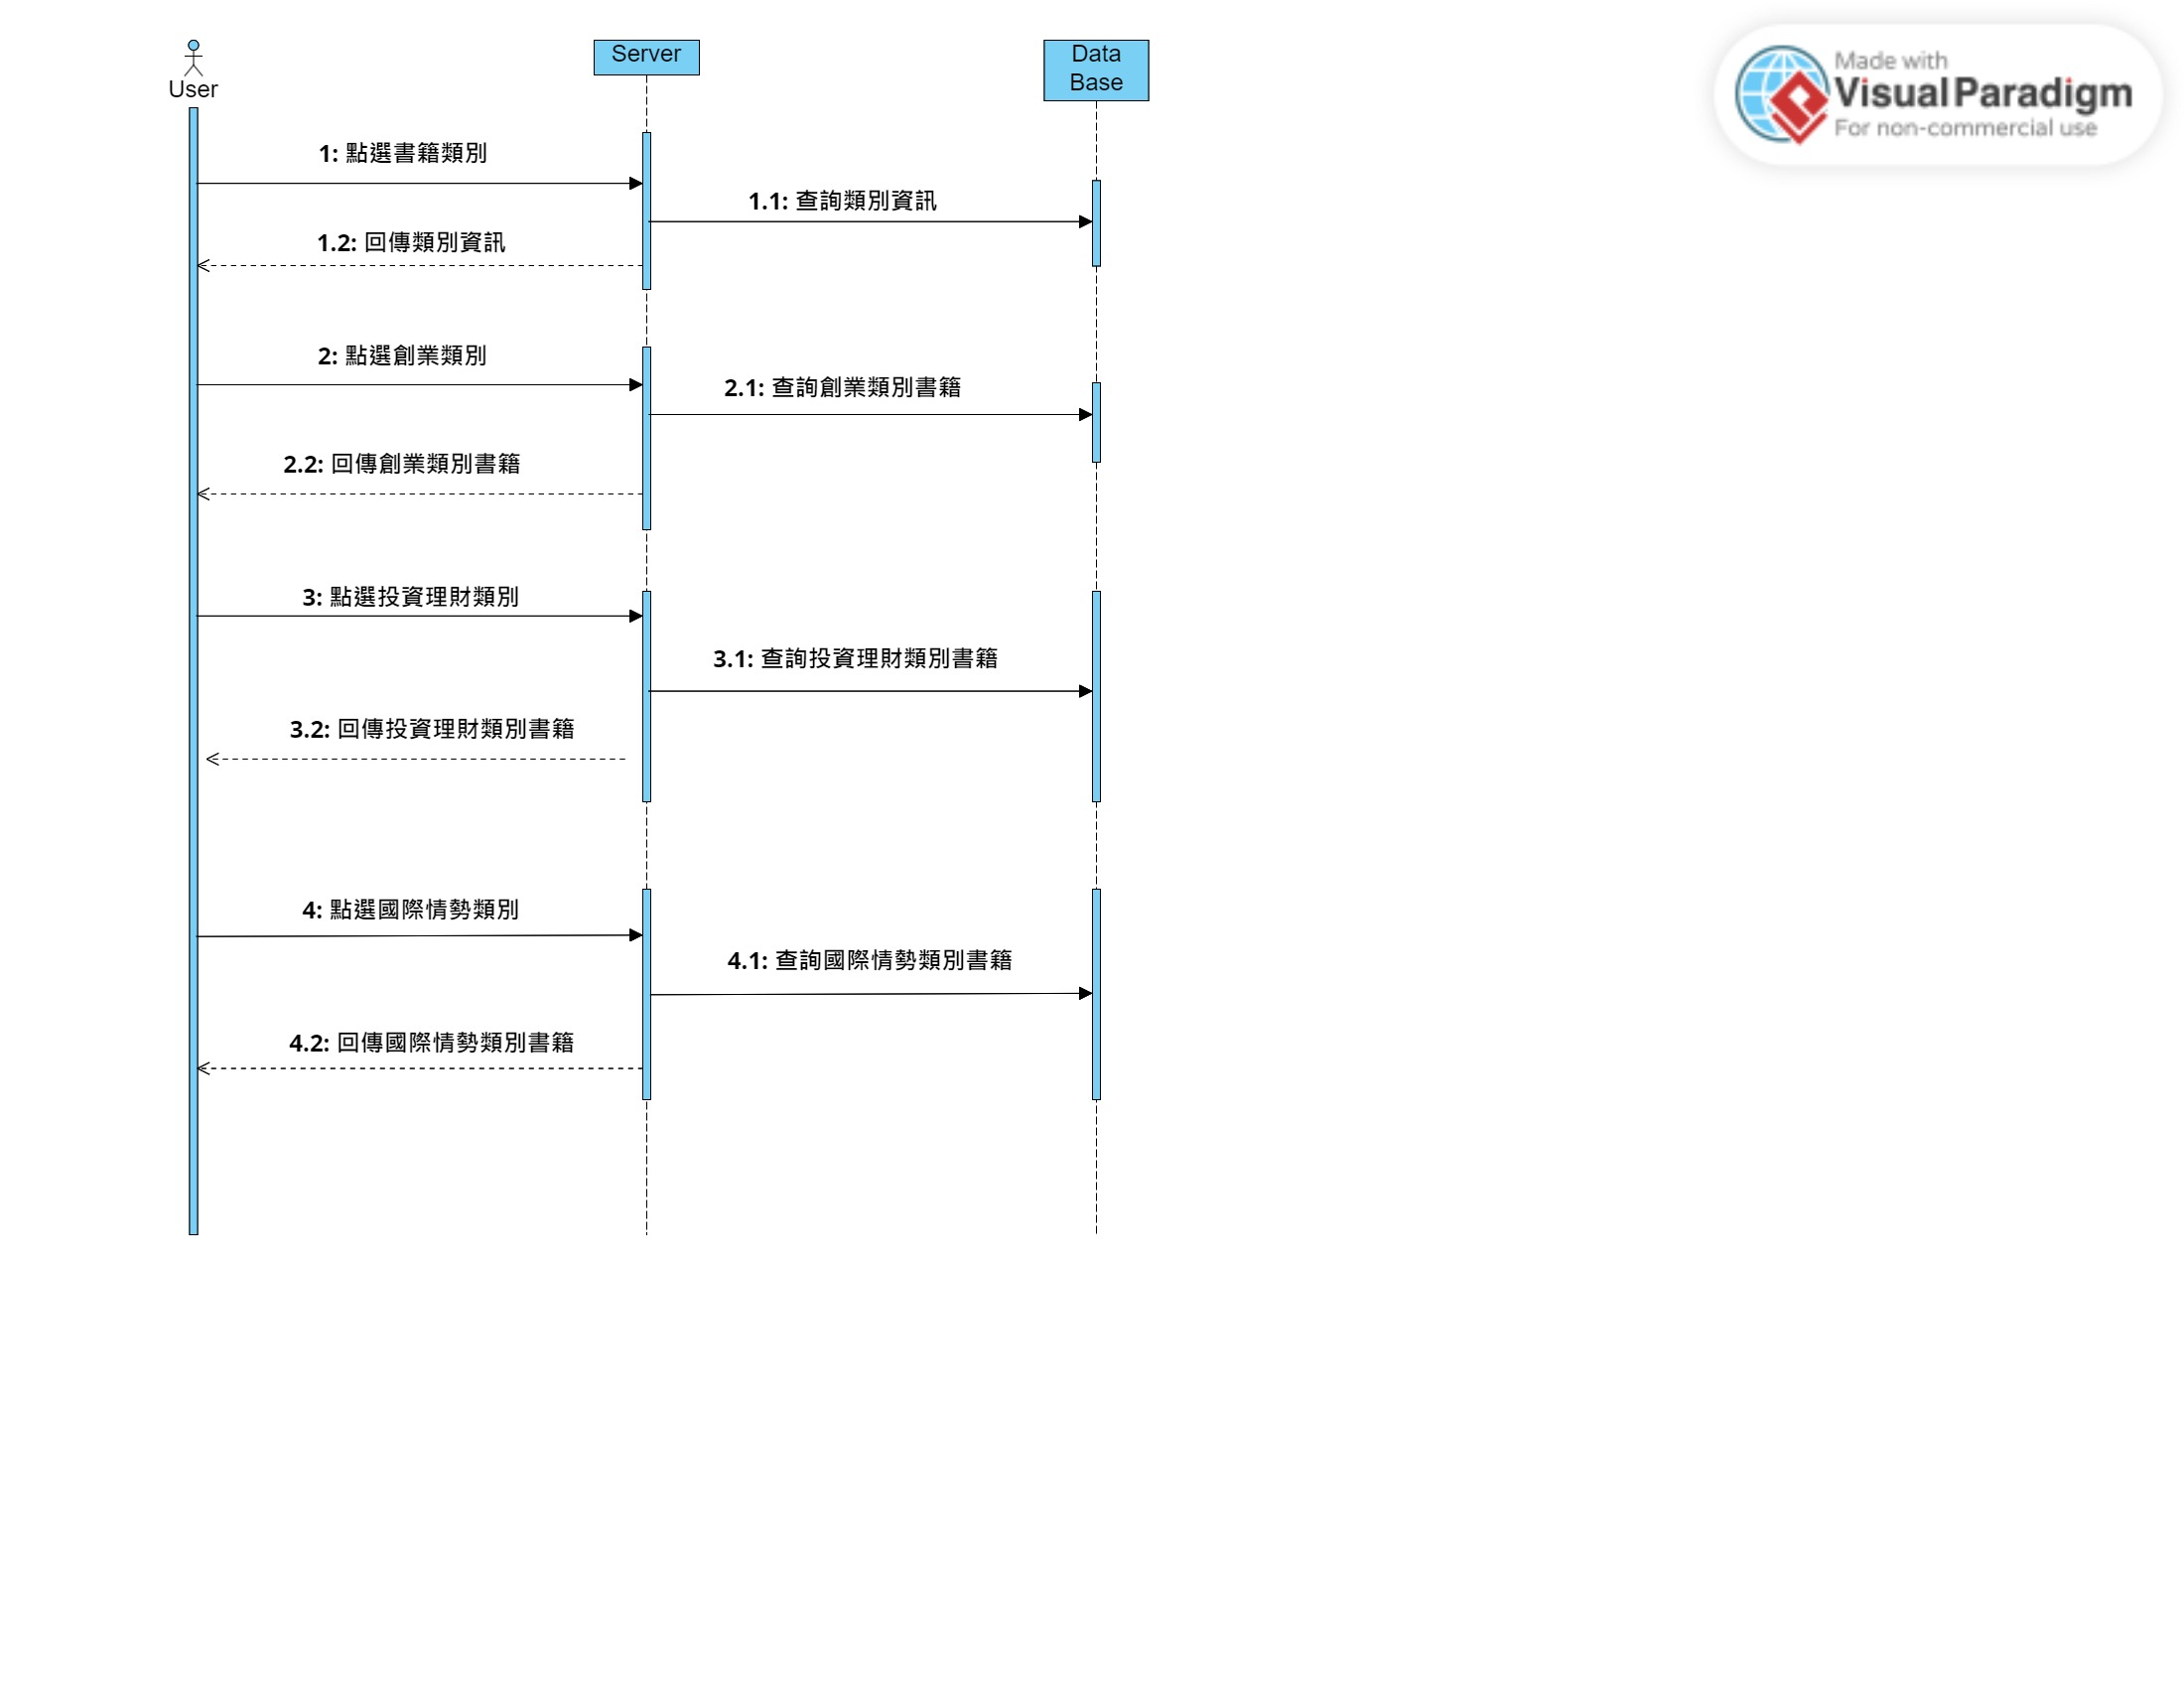 User
Server
Data
Base
Made with
Visual Paradigm
For non-commercial use
1: 點選書籍類別
1.1: 查詢類別資訊
1.2: 回傳類別資訊
2: 點選創業類別
2.1: 查詢創業類別書籍
2.2: 回傳創業類別書籍
3: 點選投資理財類別
3.1: 查詢投資理財類別書籍
3.2: 回傳投資理財類別書籍
4: 點選國際情勢類別
4.1: 查詢國際情勢類別書籍
4.2: 回傳國際情勢類別書籍